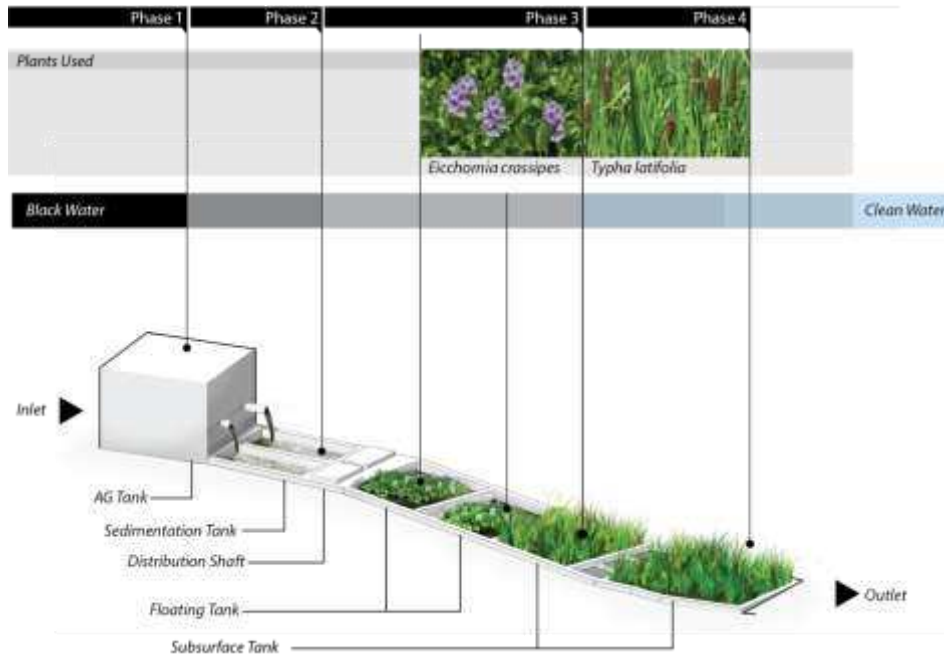 Phase 1
Phase 2
Phase 3
Phase 4
Plants Used
Eicchornia crassipes
Typha latifolia
Black Water
Clean Water
Inlet
AG Tank
Sedimentation Tank
Distribution Shaft
Floating Tank
Outlet
Subsurface Tank